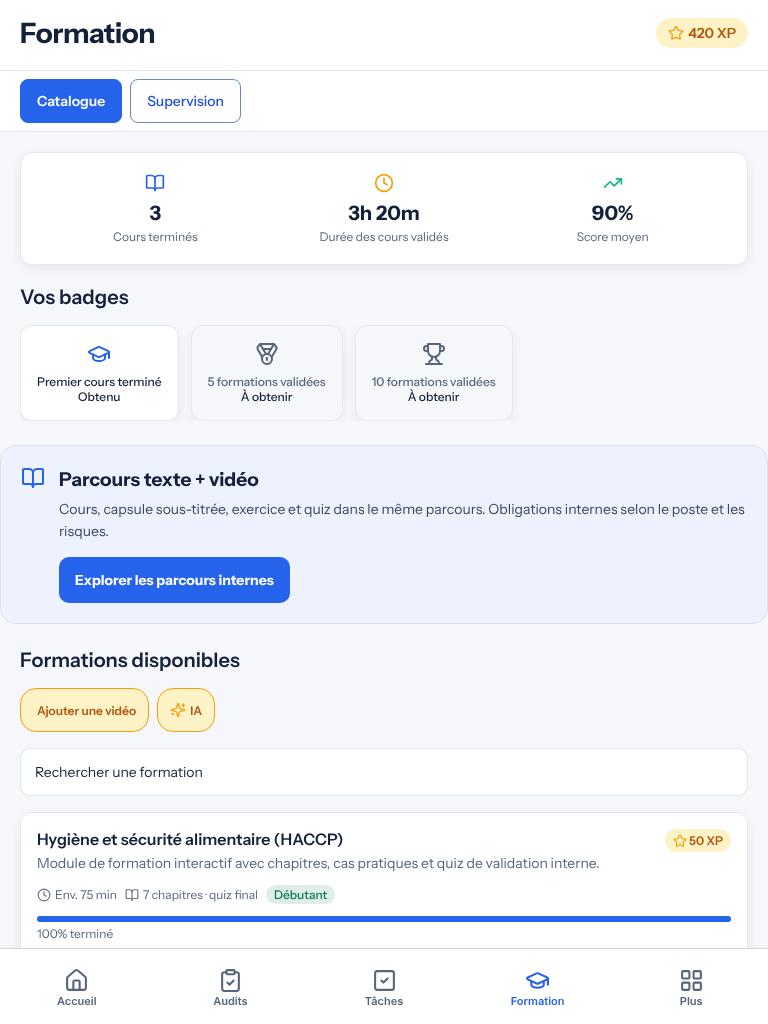 Formation
420 XP
Catalogue
Supervision
3
Cours terminés
3h 20m
Durée des cours validés
90%
Score moyen
Vos badges
Premier cours terminé
Obtenu
5 formations validées
À obtenir
10 formations validées
À obtenir
Parcours texte + vidéo
Cours, capsule sous-titrée, exercice et quiz dans le même parcours. Obligations internes selon le poste et les
risques.
Explorer les parcours internes
Formations disponibles
Ajouter une vidéo
IA
Rechercher une formation
Hygiène et sécurité alimentaire (HACCP)
50 XP
Module de formation interactif avec chapitres, cas pratiques et quiz de validation interne.
Env. 75 min
7 chapitres · quiz final
Débutant
100% terminé
Accueil
Audits
Tâches
Formation
Plus